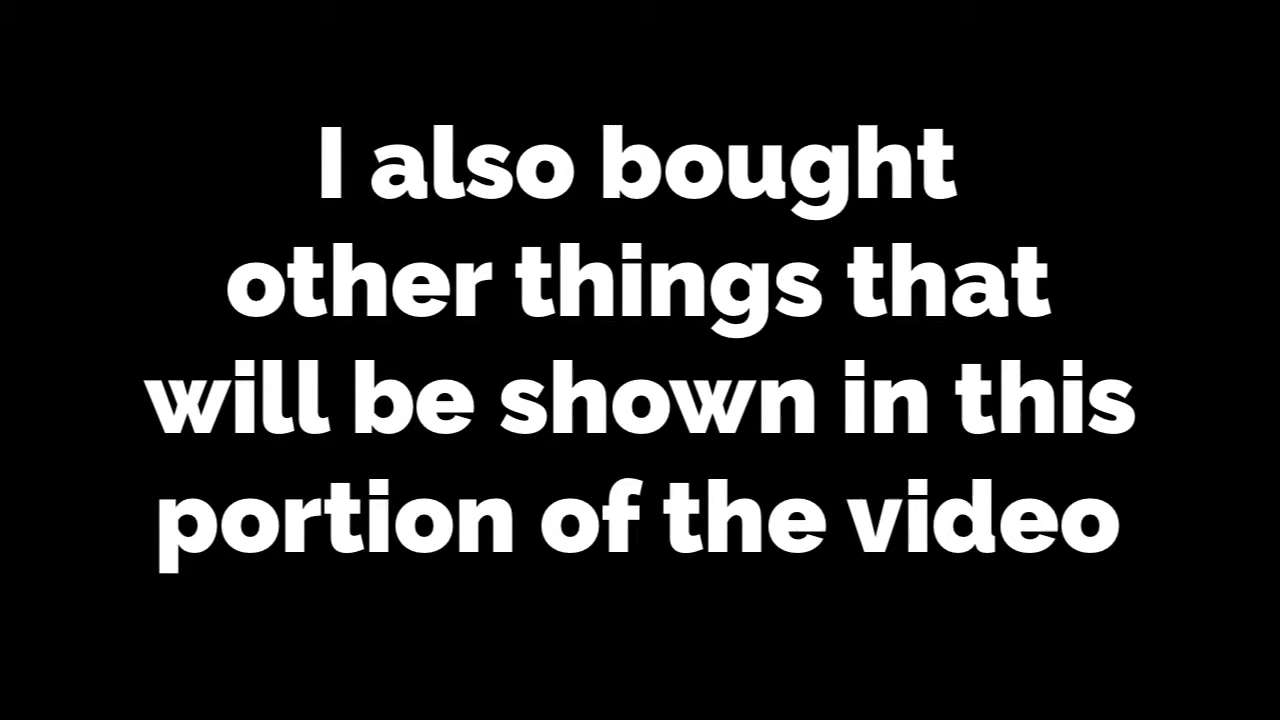 I also bought
other things that
will be shown in this
portion of the video